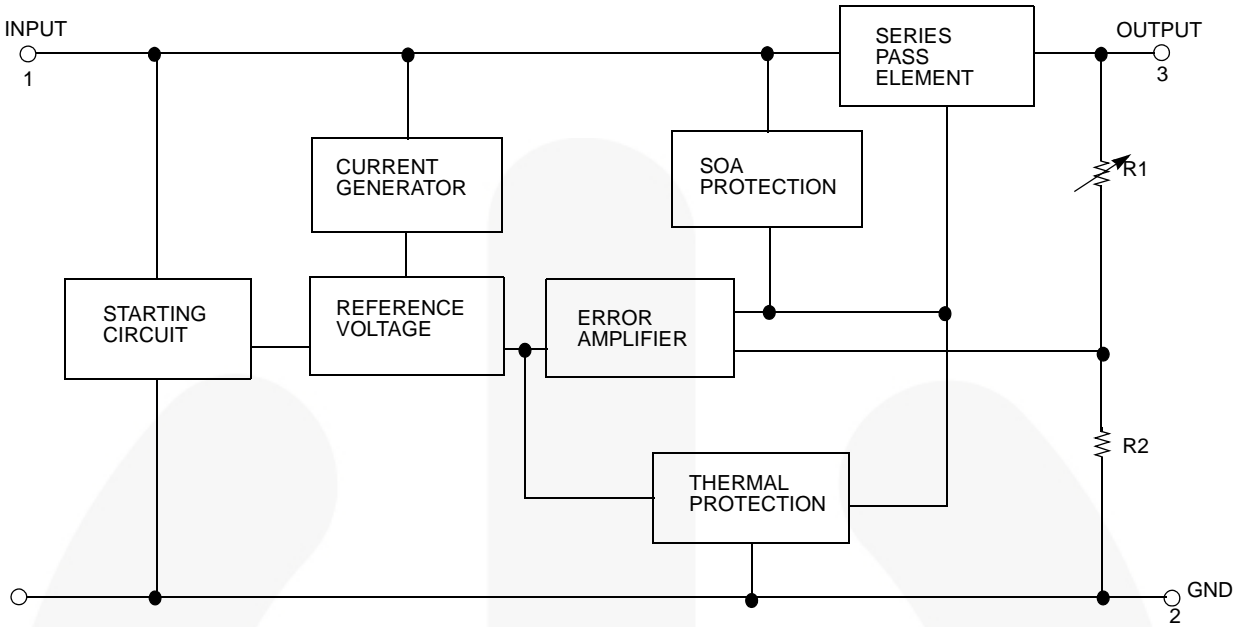 INPUT
1
SERIES
PASS
ELEMENT
OUTPUT
3
CURRENT
GENERATOR
SOA
PROTECTION
R1
STARTING
CIRCUIT
REFERENCE
VOLTAGE
ERROR
AMPLIFIER
R2
THERMAL
PROTECTION
GND
2